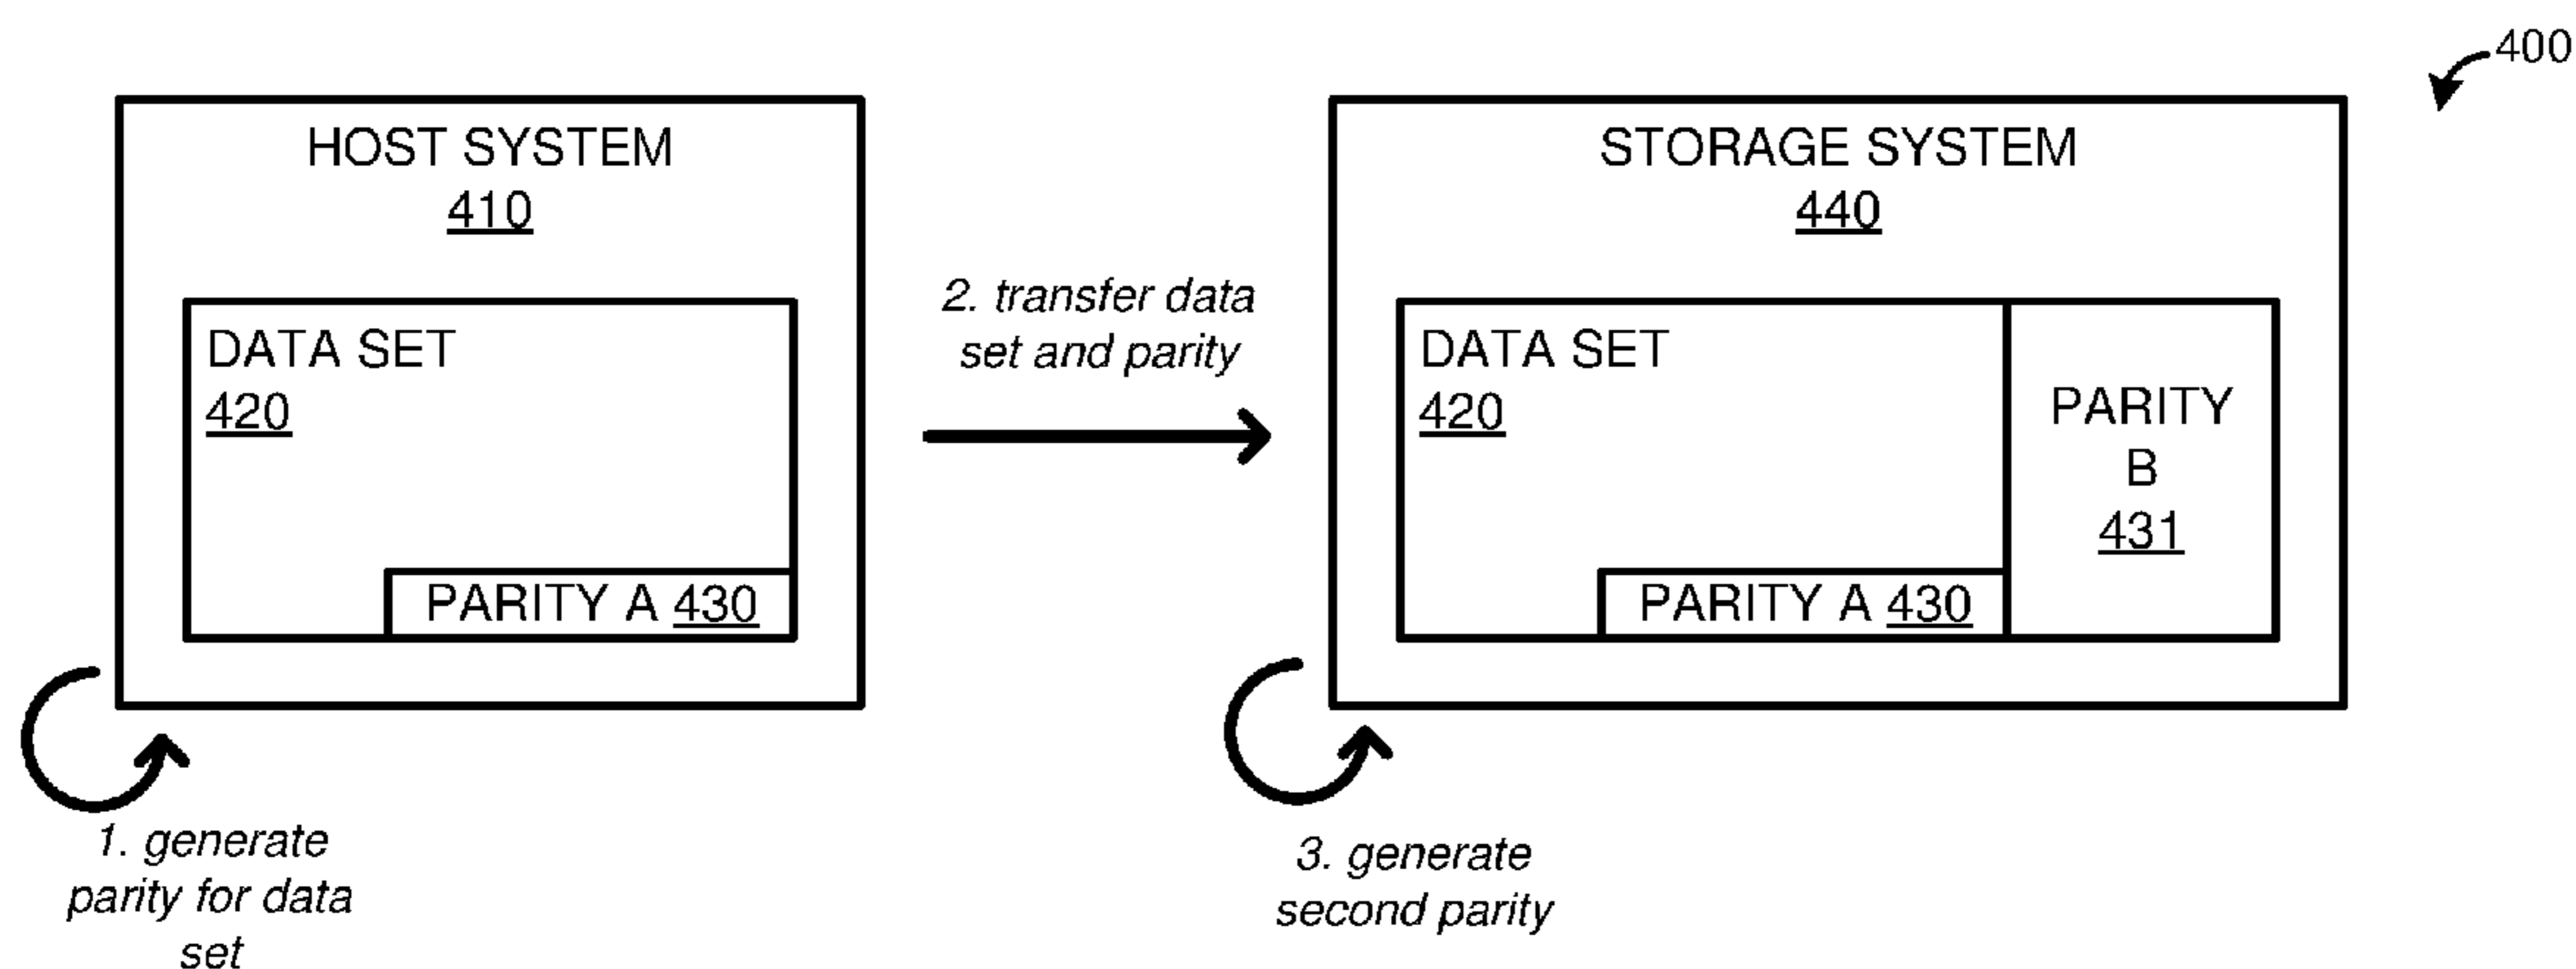 400
HOST SYSTEM
410
DATA SET
420
PARITY A 430
1. generate
parity for data
set
2. transfer data
set and parity
STORAGE SYSTEM
440
DATA SET
420
PARITY A 430
PARITY
B
431
3. generate
second parity